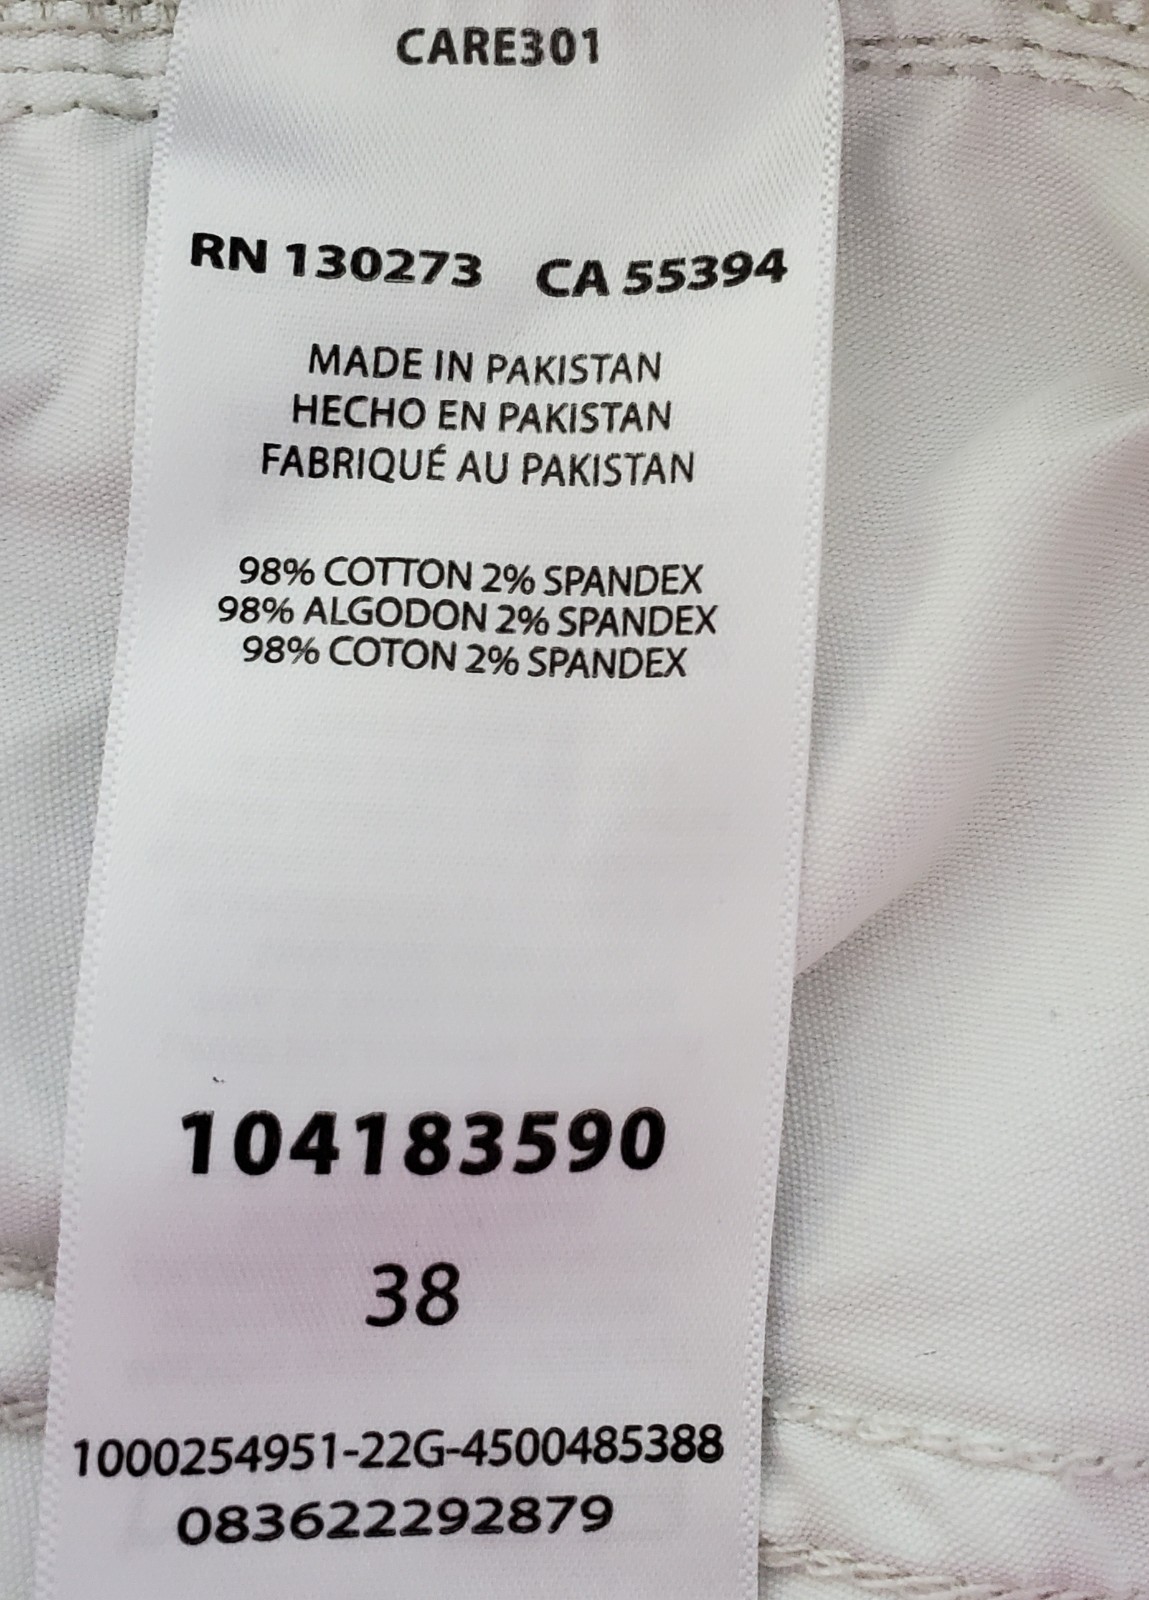 CARE301
RN 130273 CA 55394
MADE IN PAKISTAN
HECHO EN PAKISTAN
FABRIQUÉ AU PAKISTAN
98% COTTON 2% SPANDEX
98% ALGODON 2% SPANDEX
98% COTON 2% SPANDEX
104183590
38
1000254951-22G-4500485388
083622292879